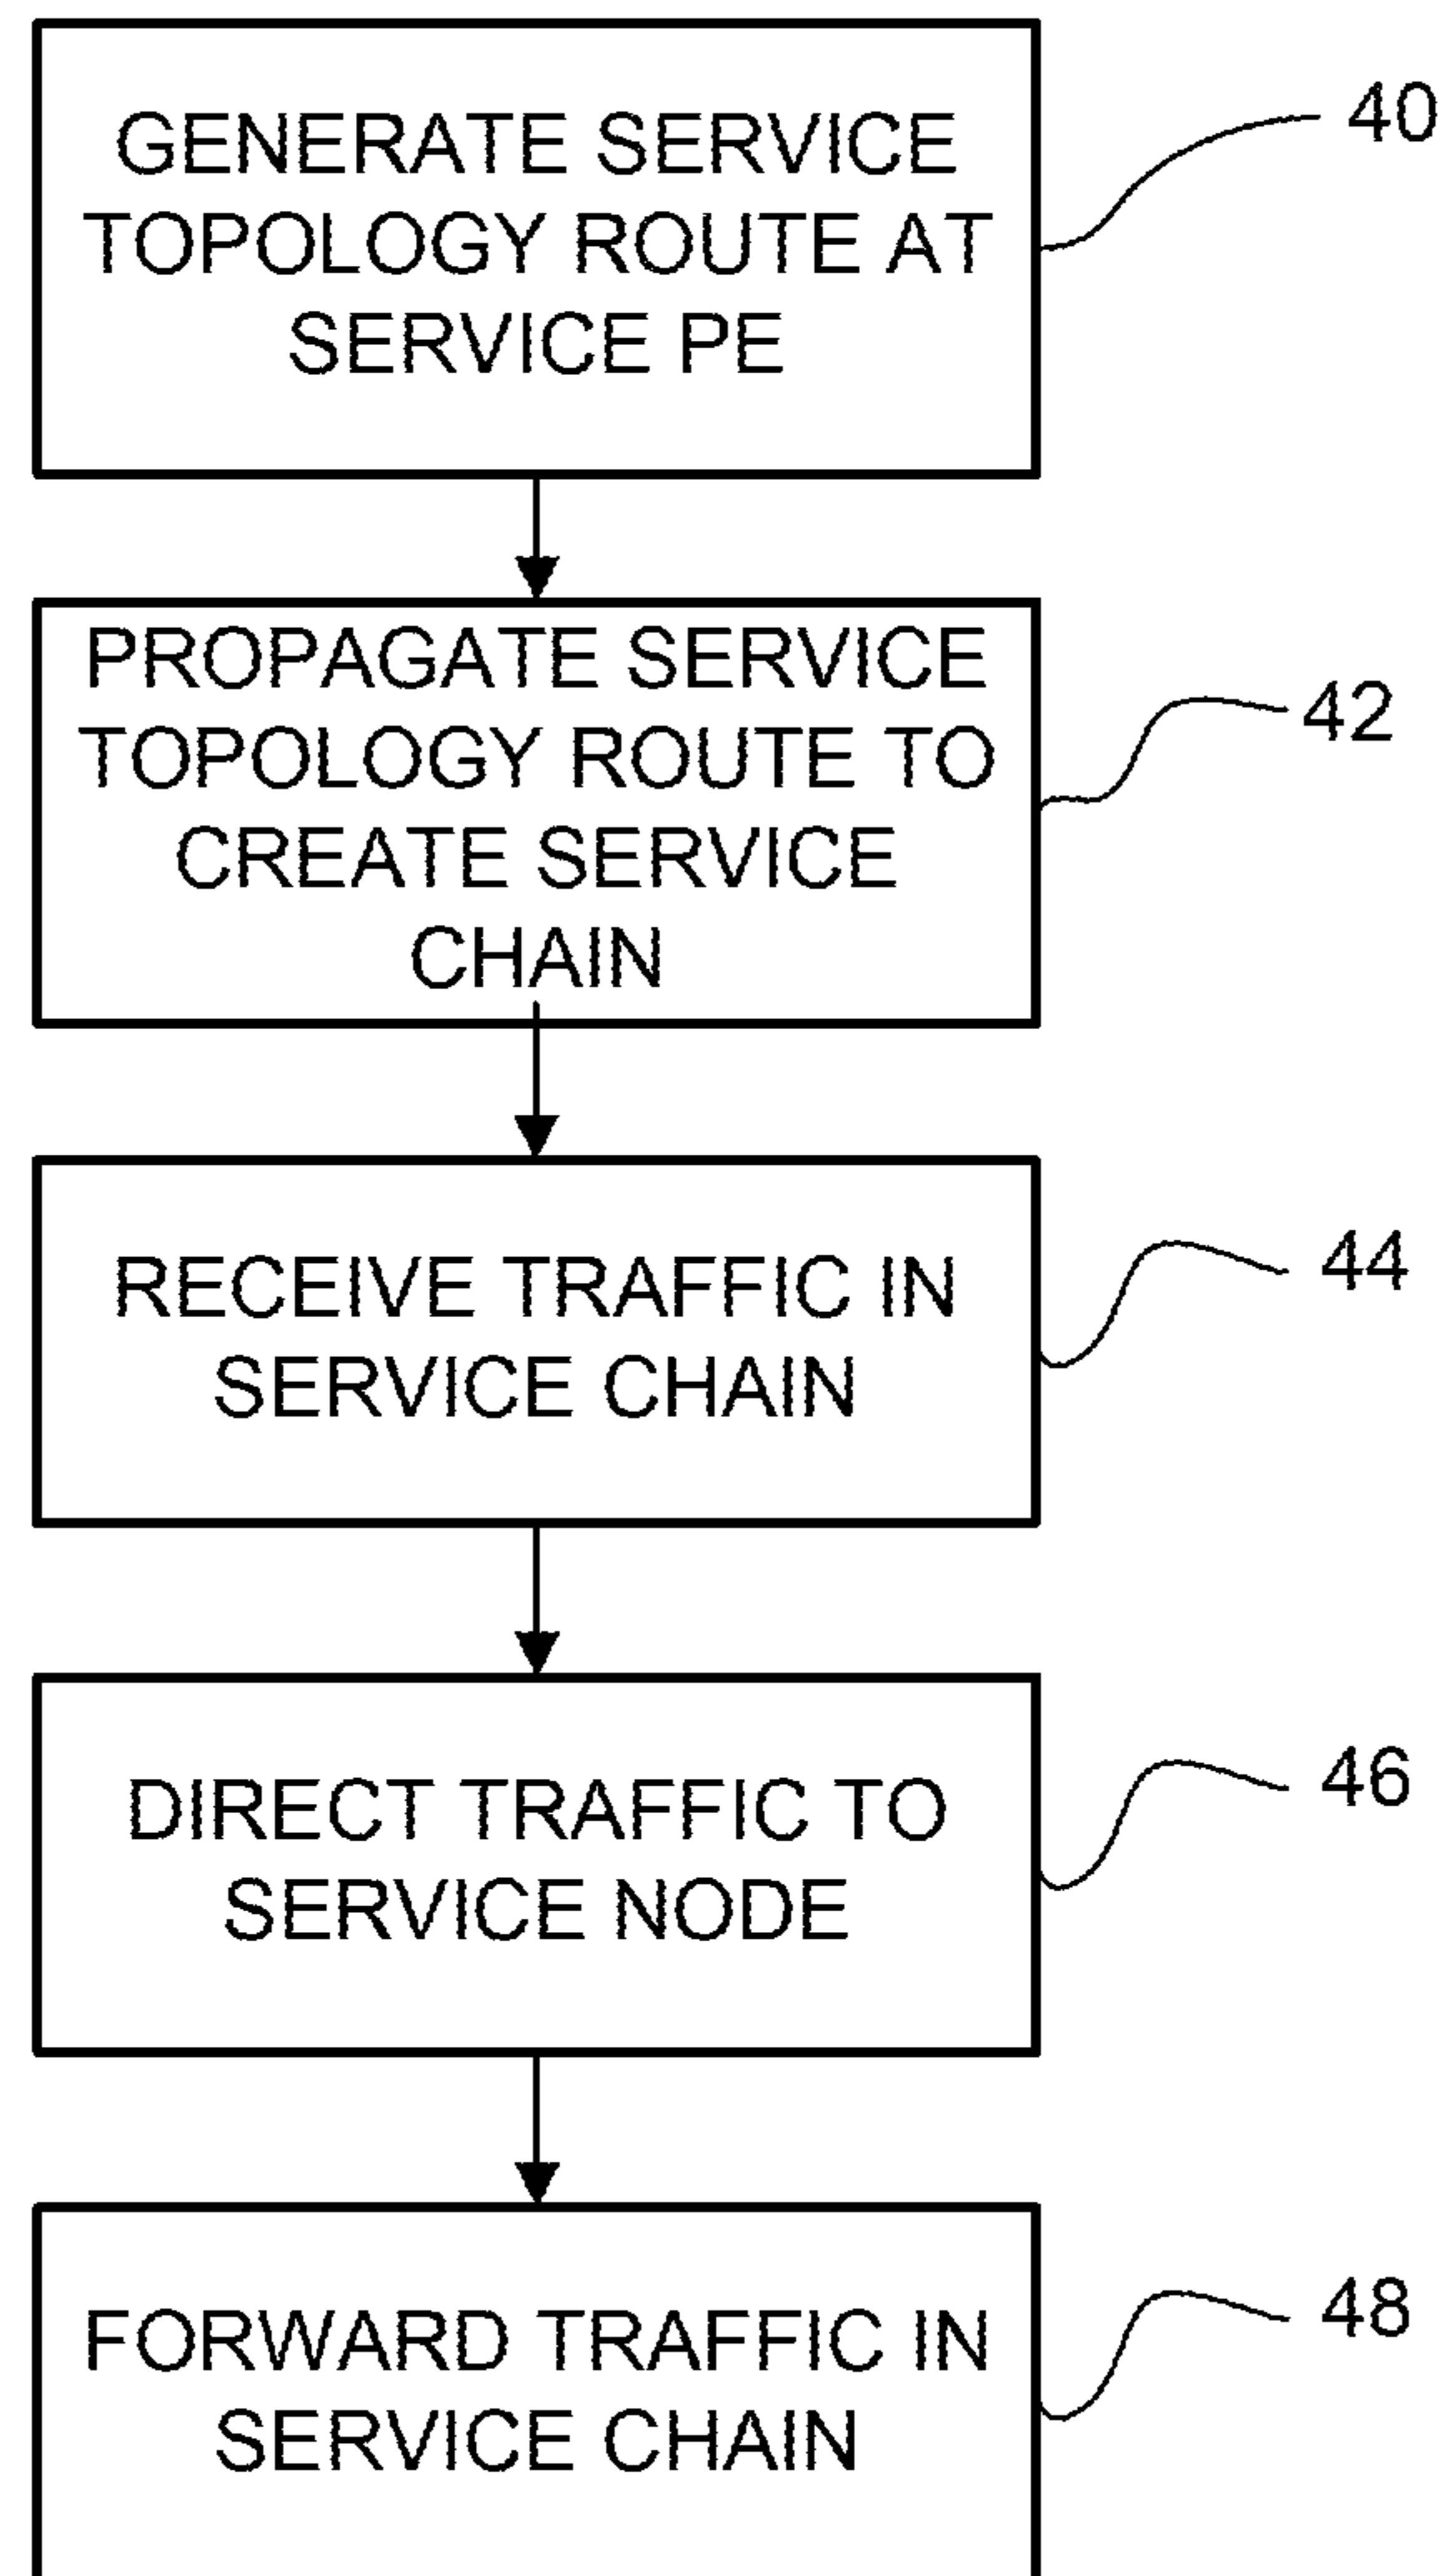 GENERATE SERVICE
TOPOLOGY ROUTE AT
SERVICE PE
40
PROPAGATE SERVICE
TOPOLOGY ROUTE TO
CREATE SERVICE
CHAIN
42
RECEIVE TRAFFIC IN
SERVICE CHAIN
44
DIRECT TRAFFIC TO
SERVICE NODE
46
FORWARD TRAFFIC IN
SERVICE CHAIN
48